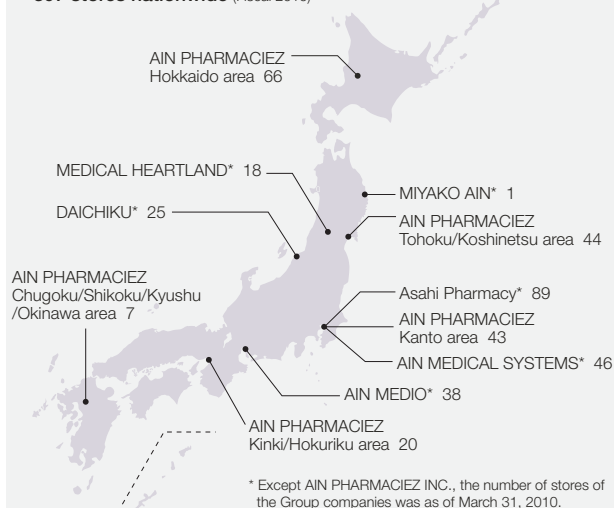 stores nationwide
AIN PHARMACIEZ
Hokkaido area 66
MEDICAL HEARTLAND* 18
DAICHIKU* 25
MIYAKO AIN* 1
AIN PHARMACIEZ
Tohoku/Koshinetsu area 44
AIN PHARMACIEZ
Chugoku/Shikoku/Kyushu
/Okinawa area 7
Asahi Pharmacy* 89
AIN PHARMACIEZ
Kanto area 43
AIN MEDICAL SYSTEMS* 46
AIN MEDIO* 38
AIN PHARMACIEZ
Kinki/Hokuriku area 20
* Except AIN PHARMACIEZ INC., the number of stores of
the Group companies was as of March 31, 2010.